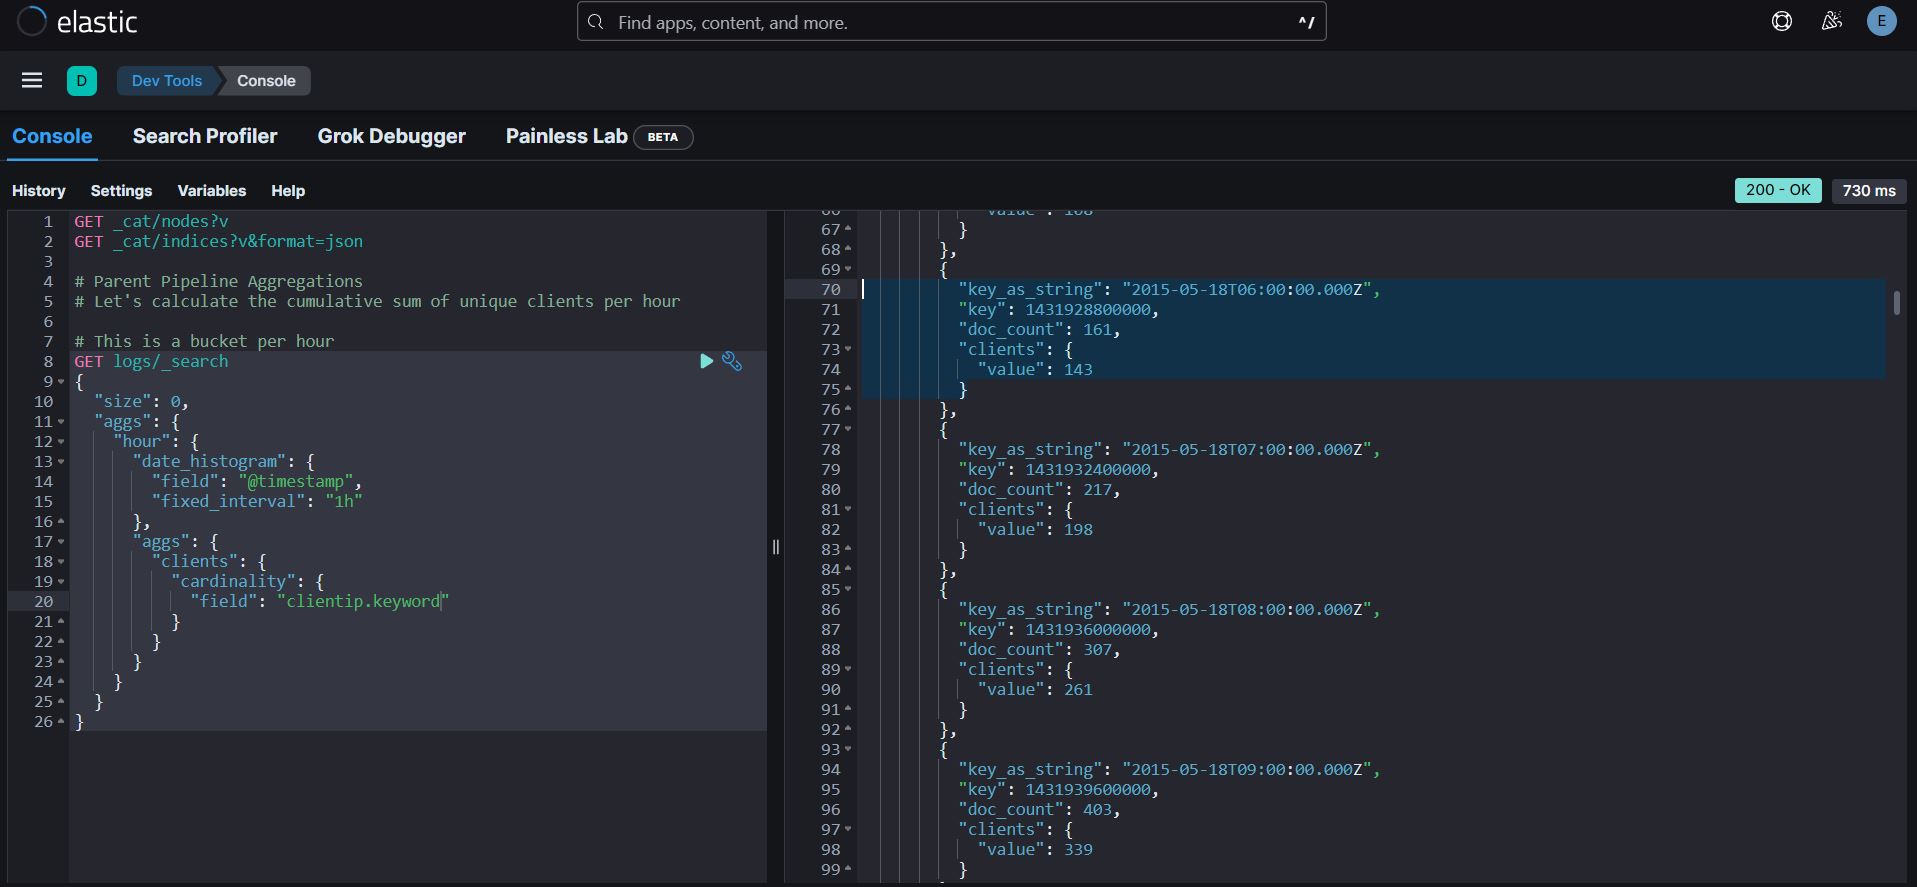 elastic
Find apps, content, and more.
^/
E
D
Dev Tools
Console
Console
Search Profiler
Grok Debugger
Painless Lab
BETA
History
Settings
Variables
Help
200 - OK
730 ms
1 GET _cat/nodes?v
2 GET _cat/indices?v&format=json
3
4 # Parent Pipeline Aggregations
5 # Let's calculate the cumulative sum of unique clients per hour
6
7 # This is a bucket per hour
8 GET logs/_search
9 {
10 "size": 0,
11 "aggs": {
12 "hour": {
13 "date_histogram": {
14 "field": "@timestamp",
15 "fixed_interval": "1h"
16 },
17 "aggs": {
18 "clients": {
19 "cardinality": {
20 "field": "clientip.keyword"
21 }
22 }
23 }
24 }
25 }
26 }
67 }
68 },
69 {
70 "key_as_string": "2015-05-18T06:00:00.000Z",
71 "key": 1431928800000,
72 "doc_count": 161,
73 "clients": {
74 "value": 143
75 }
76 },
77 {
78 "key_as_string": "2015-05-18T07:00:00.000Z",
79 "key": 1431932400000,
80 "doc_count": 217,
81 "clients": {
82 "value": 198
83 }
84 },
85 {
86 "key_as_string": "2015-05-18T08:00:00.000Z",
87 "key": 1431936000000,
88 "doc_count": 307,
89 "clients": {
90 "value": 261
91 }
92 },
93 {
94 "key_as_string": "2015-05-18T09:00:00.000Z",
95 "key": 1431939600000,
96 "doc_count": 403,
97 "clients": {
98 "value": 339
99 }